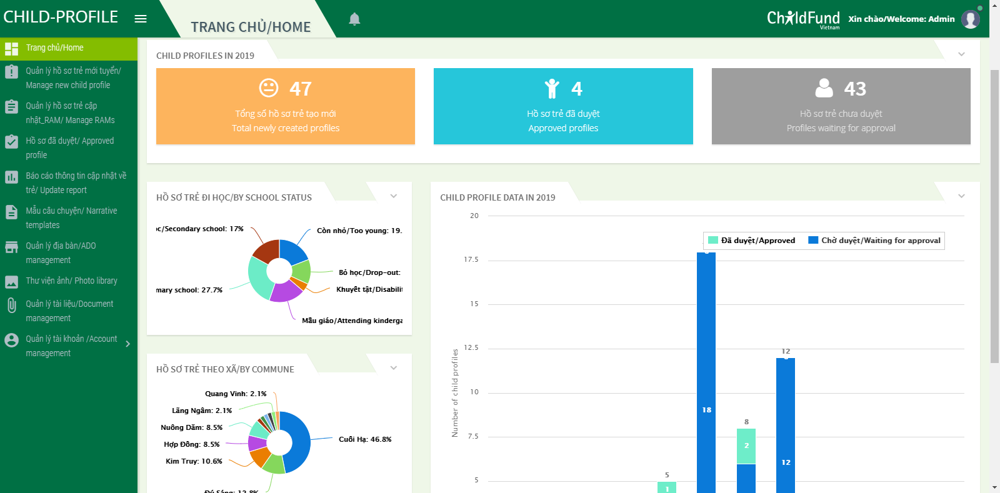 CHILD-PROFILE
TRANG CHỦ/HOME
ChildFund
Vietnam
Xin chào/Welcome: Admin
Trang chủ/Home
Quản lý hồ sơ trẻ mới tuyển/
Manage new child profile
Quản lý hồ sơ trẻ cập
nhật_RAM/ Manage RAMs
Hồ sơ đã duyệt/ Approved
profile
Báo cáo thông tin cập nhật về
trẻ/ Update report
Mẫu câu chuyện/ Narrative
templates
Quản lý địa bàn/ADO
management
Thư viện ảnh/ Photo library
Quản lý tài liệu/Document
management
Quản lý tài khoản /Account
management
CHILD PROFILES IN 2019
47
Tổng số hồ sơ trẻ tạo mới
Total newly created profiles
4
Hồ sơ trẻ đã duyệt
Approved profiles
43
Hồ sơ trẻ chưa duyệt
Profiles waiting for approval
HỒ SƠ TRẺ ĐI HỌC/BY SCHOOL STATUS
ọc/Secondary school: 17%
Còn nhỏ/Too young: 19.
Bỏ học/Drop-out:
mary school: 27.7%
Khuyết tật/Disabilit
Mẫu giáo/Attending kinderga
HỒ SƠ TRẺ THEO XÃ/BY COMMUNE
Quang Vinh: 2.1%
Lãng Ngâm: 2.1%
Nuông Dăm: 8.5%
Hợp Đồng: 8.5%
Kim Truy: 10.6%
Cuối Hạ: 46.8%
Đú Sáng: 12.8%
CHILD PROFILE DATA IN 2019
Đã duyệt/Approved
Chờ duyệt/Waiting for approval
Number of child profiles
20
17.5
15
12.5
10
7.5
5
5
1
18
8
2
12
12